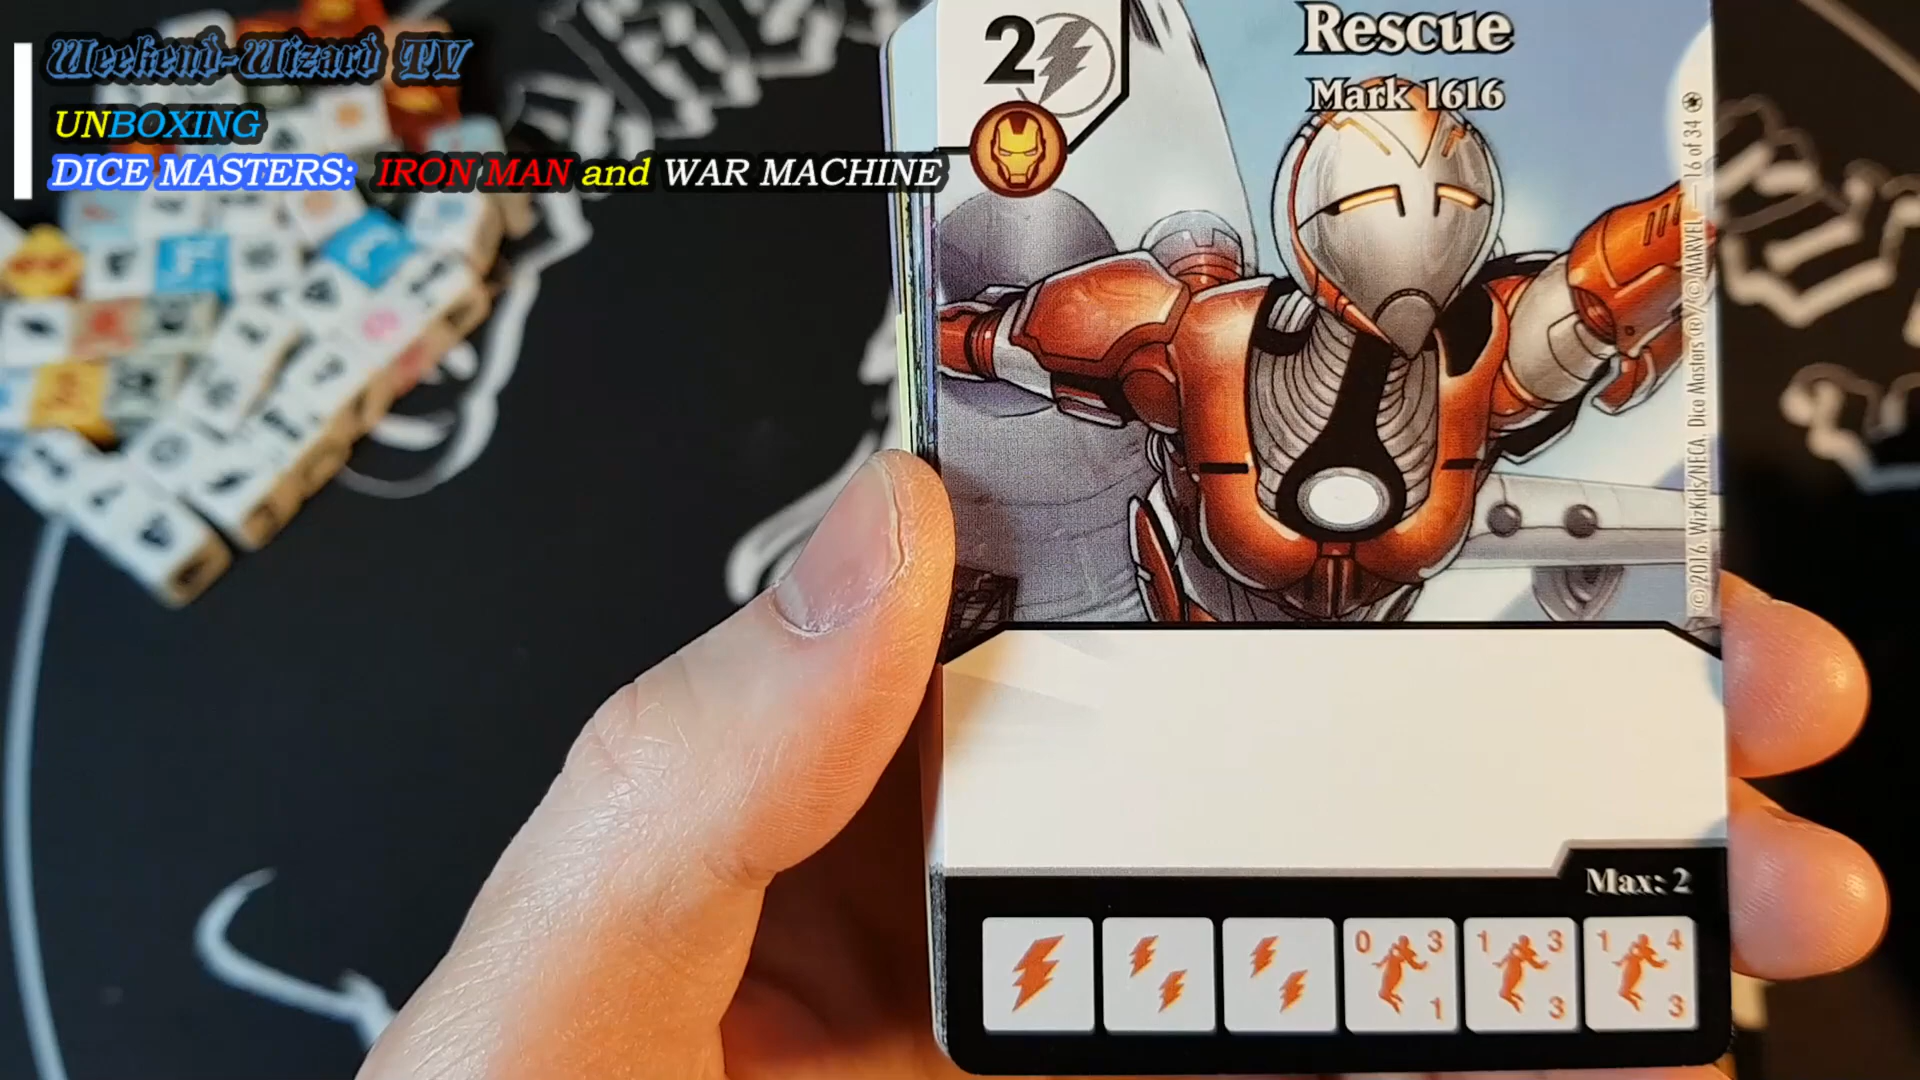 Weekend-Wizard TV
UNBOXING
DICE MASTERS: IRON MAN and WAR MACHINE
2
Rescue
Mark 1616
(c)2016 WizKids/NECA. Dice Masters ®/©MARVEL — 16 of 34
Max: 2
0 3 1
1 3 3
1 4 3